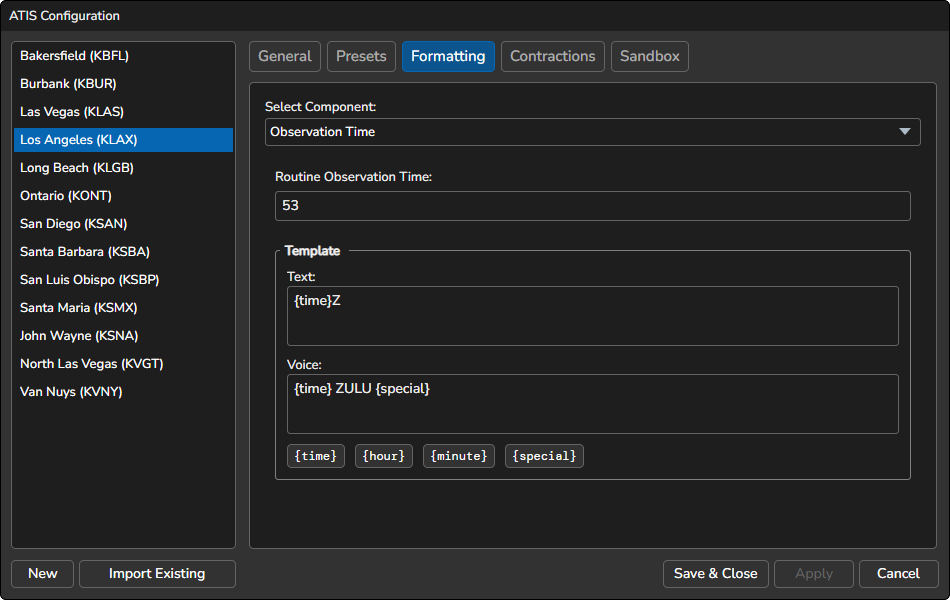 ATIS Configuration
Bakersfield (KBFL)
Burbank (KBUR)
Las Vegas (KLAS)
Los Angeles (KLAX)
Long Beach (KLGB)
Ontario (KONT)
San Diego (KSAN)
Santa Barbara (KSBA)
San Luis Obispo (KSBP)
Santa Maria (KSMX)
John Wayne (KSNA)
North Las Vegas (KVGT)
Van Nuys (KVNY)
New Import Existing
General Presets Formatting Contractions Sandbox
Select Component:
Observation Time
Routine Observation Time:
53
Template
Text:
{time}Z
Voice:
{time} ZULU {special}
{time} {hour} {minute} {special}
Save & Close Apply Cancel